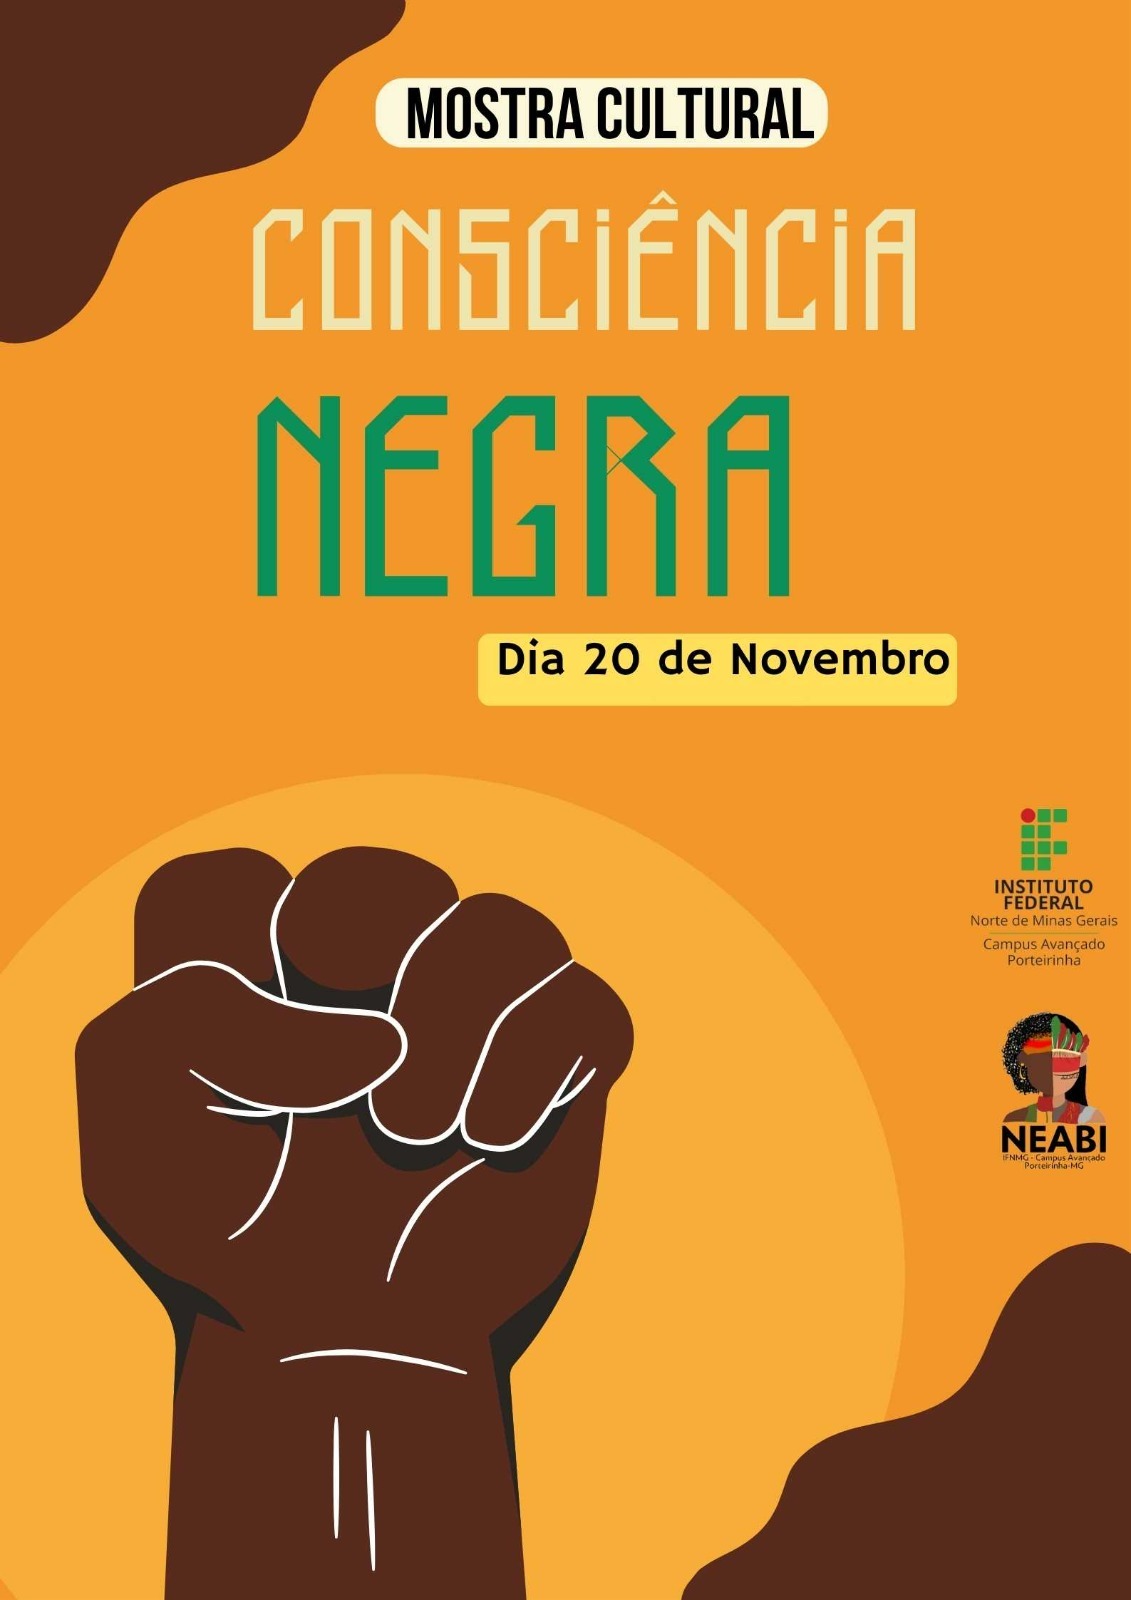 MOSTRA CULTURAL
CONSCIÊNCIA
NEGRA
Dia 20 de Novembro
INSTITUTO
FEDERAL
Norte de Minas Gerais
Campus Avançado
Porteirinha
NEABI
IFNMG - Campus Avançado
Porteirinha-MG